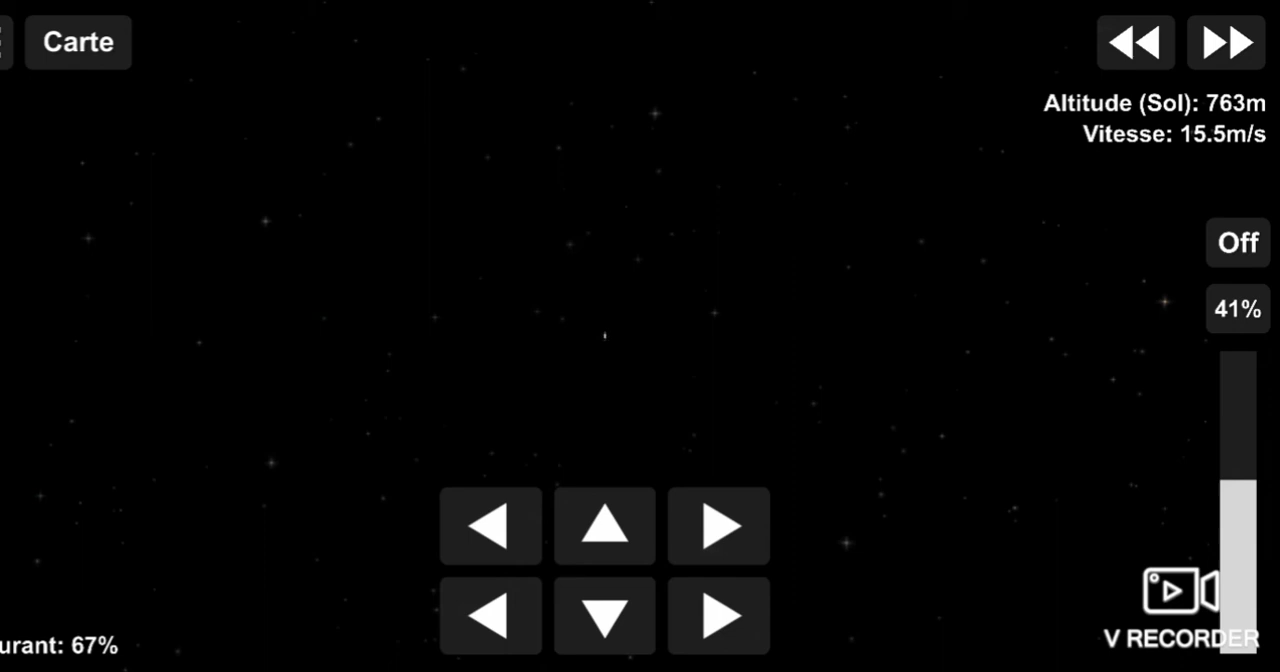 Carte
Altitude (Sol): 763m
Vitesse: 15.5m/s
Off
41%
V RECORDER
urant: 67%